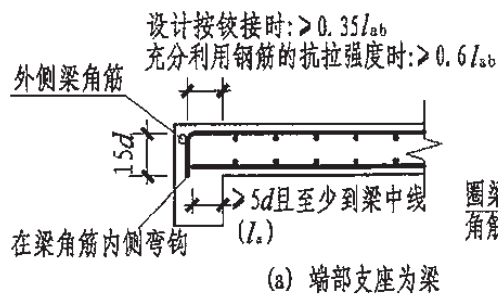 设计按铰接时:≥0.35lab
充分利用钢筋的抗拉强度时:≥0.6lab
外侧梁角筋
15d
≥5d且至少到梁中线
(la)
在梁角筋内侧弯钩
圈梁
角筋
(a) 端部支座为梁